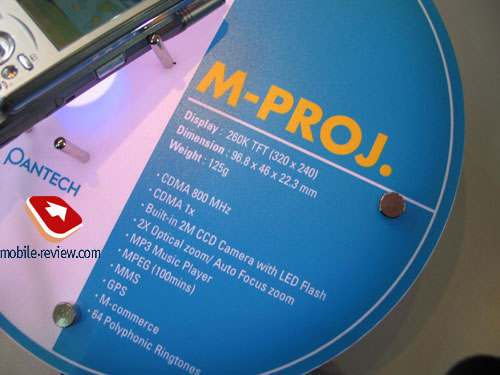 M-PROJ.
Display : 260K TFT (320 x 240)
Dimension : 96.8 x 46 x 22.3 mm
Weight : 125g
· CDMA 800 MHz
· CDMA 1x
· Built-in 2M CCD Camera with LED Flash
· 2X Optical zoom/ Auto Focus zoom
· MP3 Music Player
· MPEG (100mins)
· MMS
· GPS
· M-commerce
· 64 Polyphonic Ringtones
PANTECH
mobile-review.com